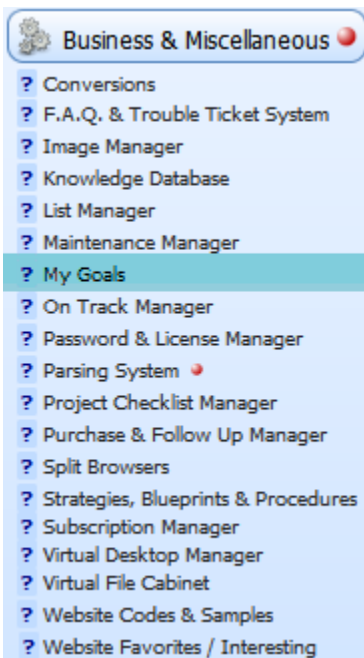 Business & Miscellaneous
? Conversions
? F.A.Q. & Trouble Ticket System
? Image Manager
? Knowledge Database
? List Manager
? Maintenance Manager
? My Goals
? On Track Manager
? Password & License Manager
? Parsing System
? Project Checklist Manager
? Purchase & Follow Up Manager
? Split Browsers
? Strategies, Blueprints & Procedures
? Subscription Manager
? Virtual Desktop Manager
? Virtual File Cabinet
? Website Codes & Samples
? Website Favorites / Interesting